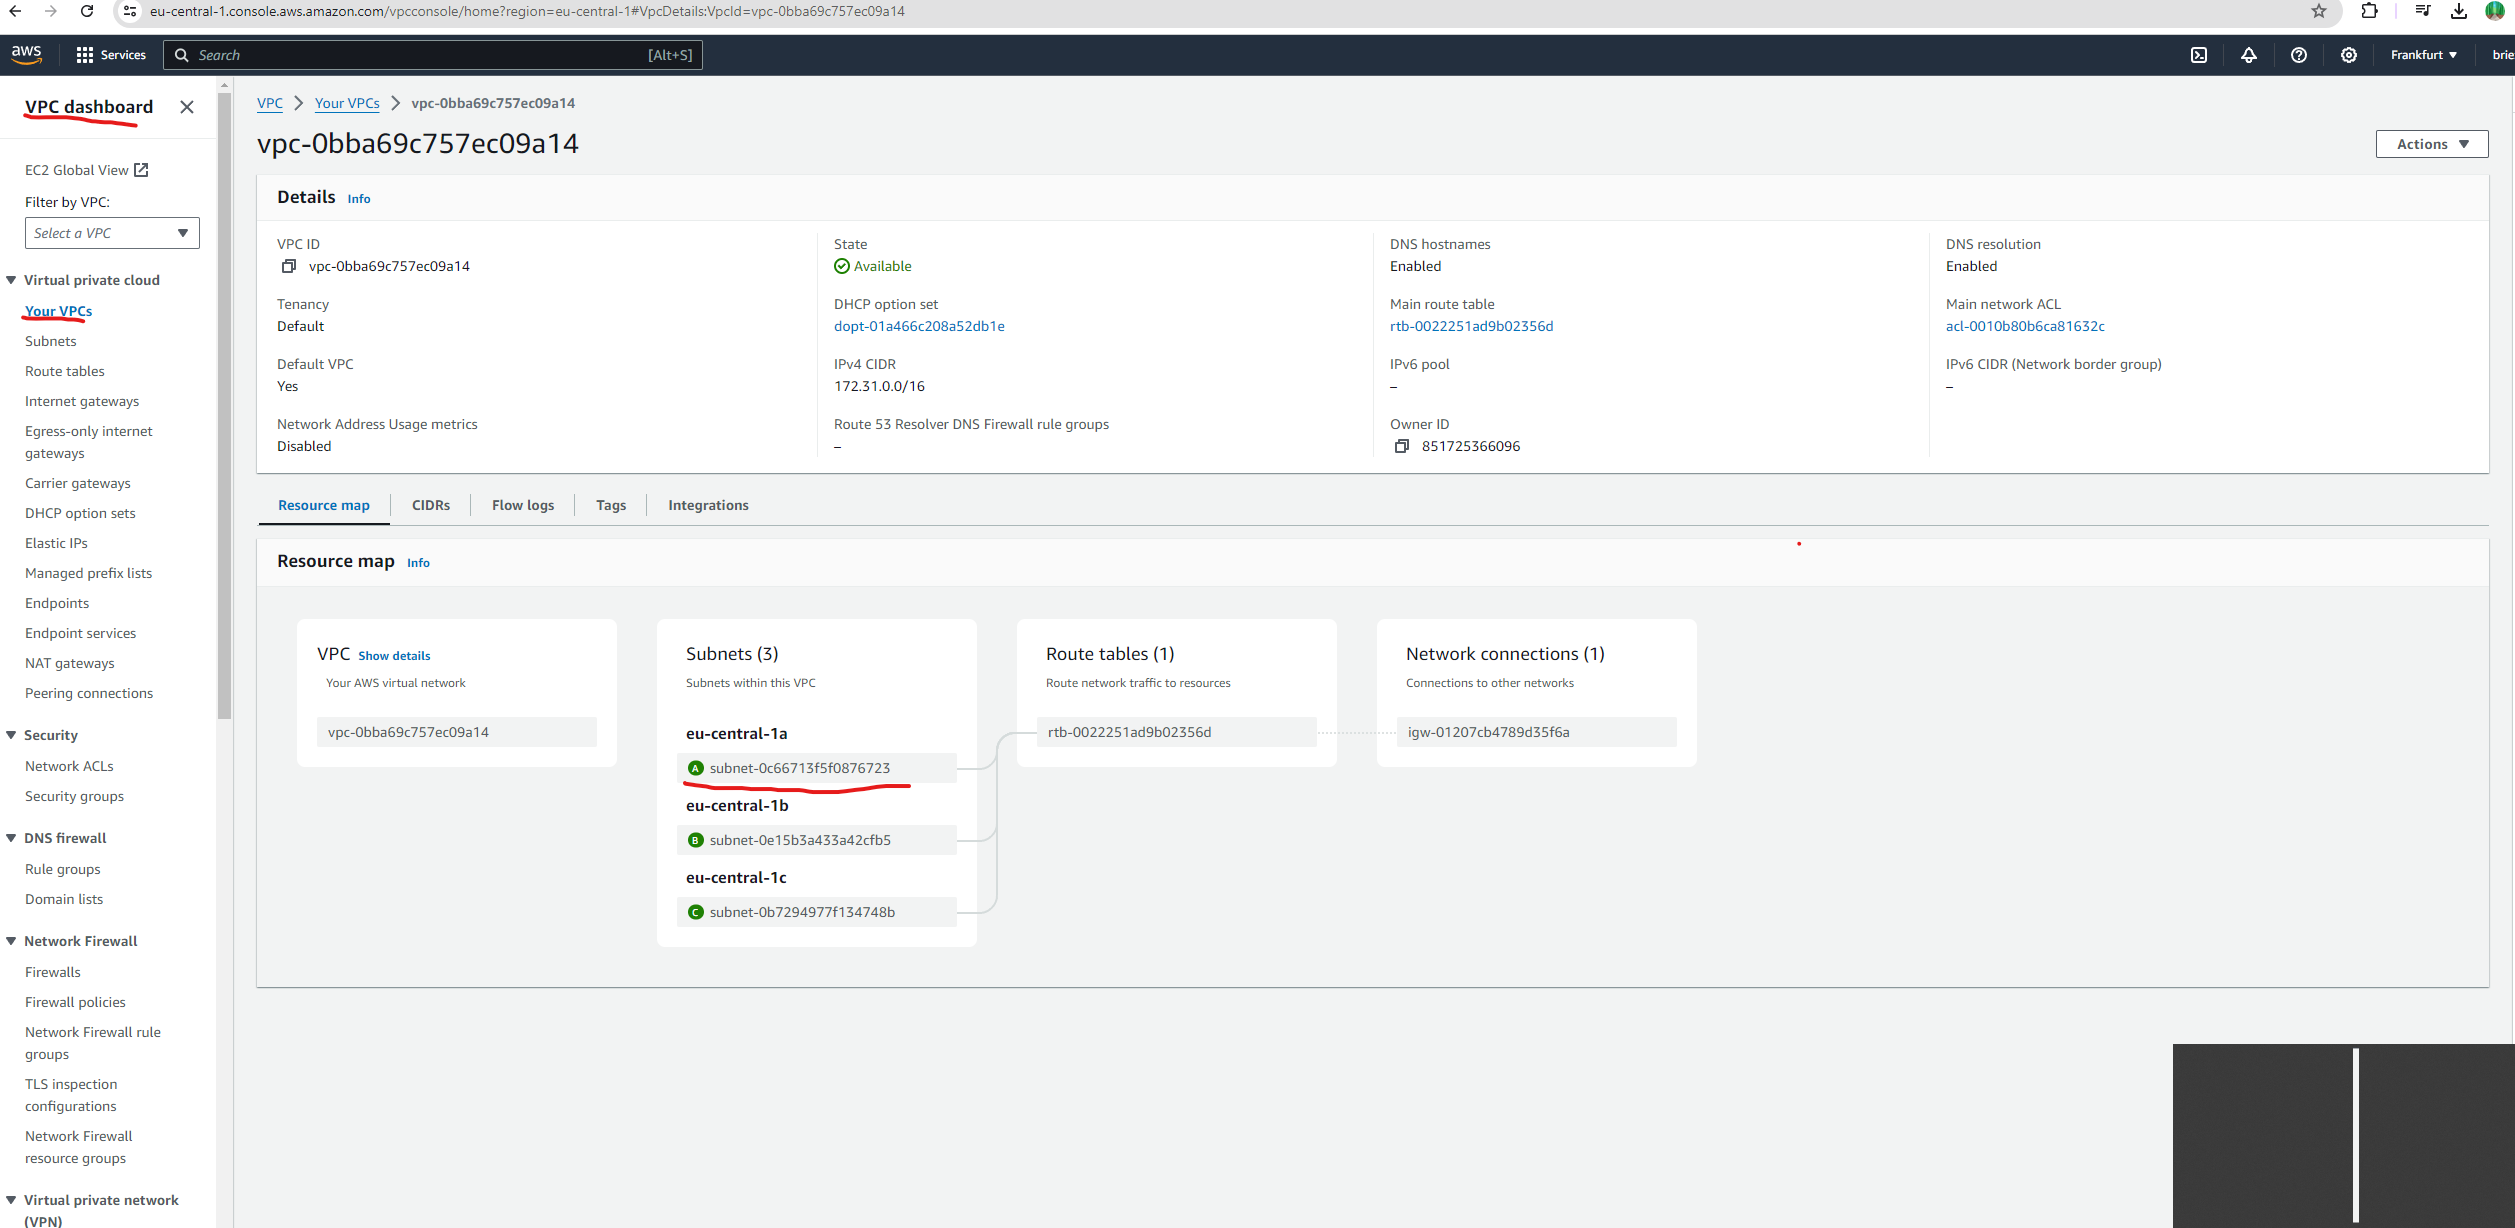 eu-central-1.console.aws.amazon.com/vpcconsole/home?region=eu-central-1#VpcDetails:VpcId=vpc-0bba69c757ec09a14
aws
Services
Search
[Alt+S]
Frankfurt
brie
VPC dashboard
EC2 Global View
Filter by VPC:
Select a VPC
Virtual private cloud
Your VPCs
Subnets
Route tables
Internet gateways
Egress-only internet
gateways
Carrier gateways
DHCP option sets
Elastic IPs
Managed prefix lists
Endpoints
Endpoint services
NAT gateways
Peering connections
Security
Network ACLs
Security groups
DNS firewall
Rule groups
Domain lists
Network Firewall
Firewalls
Firewall policies
Network Firewall rule
groups
TLS inspection
configurations
Network Firewall
resource groups
Virtual private network
(VPN)
VPC > Your VPCs > vpc-0bba69c757ec09a14
vpc-0bba69c757ec09a14
Actions
Details Info
VPC ID
vpc-0bba69c757ec09a14
State
Available
DNS hostnames
Enabled
DNS resolution
Enabled
Tenancy
Default
DHCP option set
dopt-01a466c208a52db1e
Main route table
rtb-0022251ad9b02356d
Main network ACL
acl-0010b80b6ca81632c
Default VPC
Yes
IPv4 CIDR
172.31.0.0/16
IPv6 pool
–
IPv6 CIDR (Network border group)
–
Network Address Usage metrics
Disabled
Route 53 Resolver DNS Firewall rule groups
–
Owner ID
851725366096
Resource map
CIDRs
Flow logs
Tags
Integrations
Resource map Info
VPC Show details
Your AWS virtual network
vpc-0bba69c757ec09a14
Subnets (3)
Subnets within this VPC
eu-central-1a
A subnet-0c66713f5f0876723
eu-central-1b
B subnet-0e15b3a433a42cfb5
eu-central-1c
C subnet-0b7294977f134748b
Route tables (1)
Route network traffic to resources
rtb-0022251ad9b02356d
Network connections (1)
Connections to other networks
igw-01207cb4789d35f6a